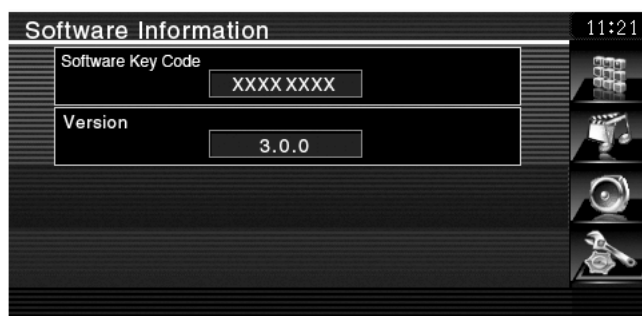 Software Information
11:21
Software Key Code
XXXX XXXX
Version
3.0.0